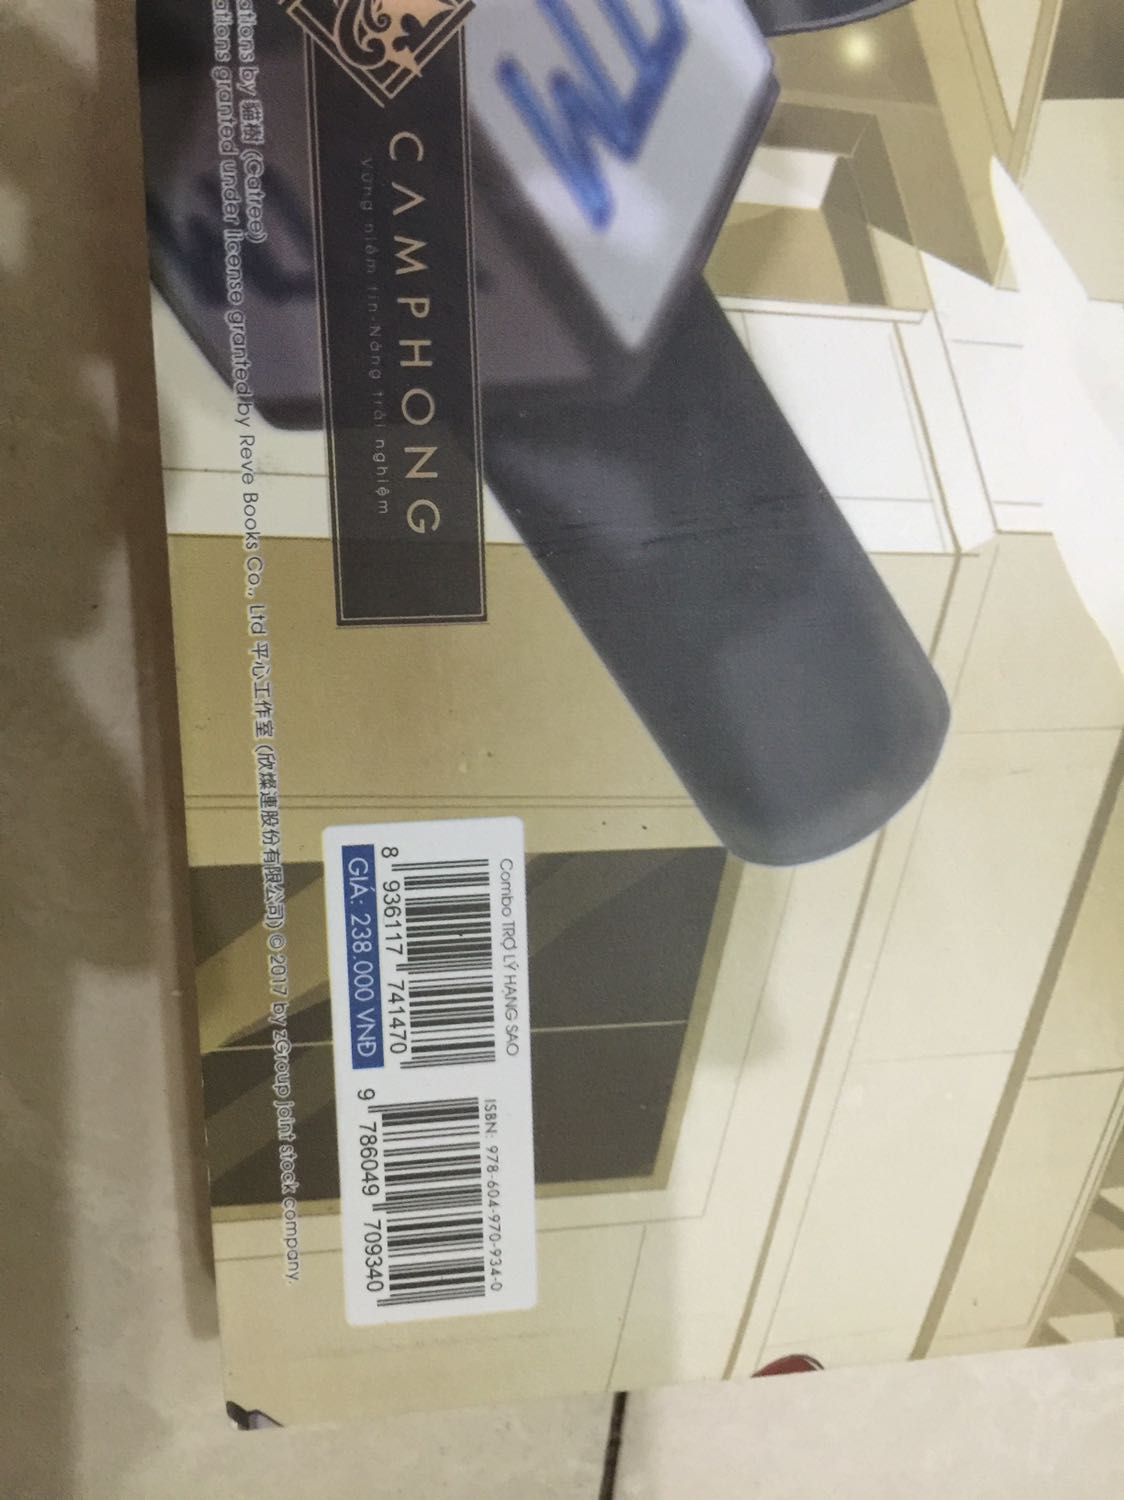 CAMPHONG
Vững niềm tin-Nâng trải nghiệm
by 貓樹 (Catree)
granted under license granted by Reve Books Co., Ltd 平心工作室 (欣燦連股份有限公司) © 2017 by zGroup joint stock company.
Combo TRỢ LÝ HẠNG SAO
8 936117 741470
GIÁ: 238.000 VNĐ
ISBN: 978-604-970-934-0
9 786049 709340